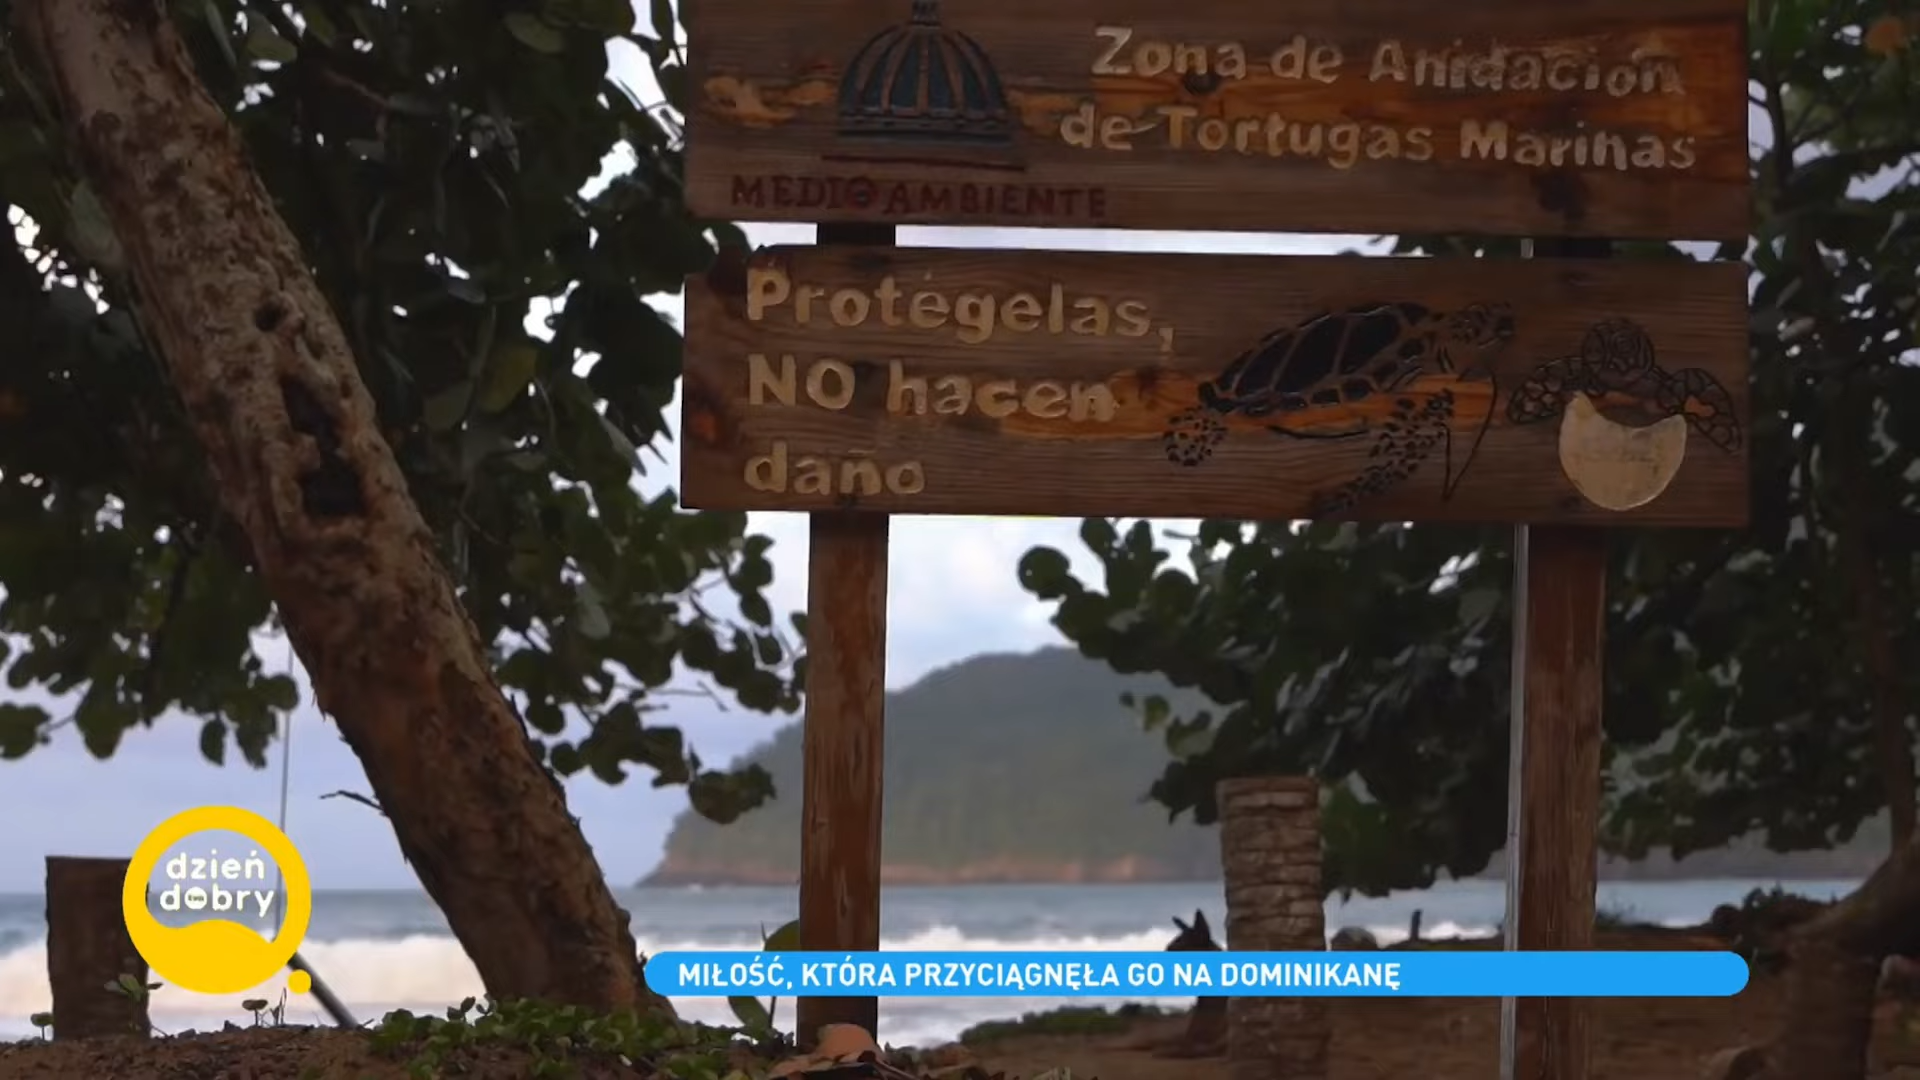 Zona de Anidación
de Tortugas Marinas
MEDIO AMBIENTE
Protégelas,
NO hacen
daño
dzień
dobry
MIŁOŚĆ, KTÓRA PRZYCIĄGNĘŁA GO NA DOMINIKANĘ